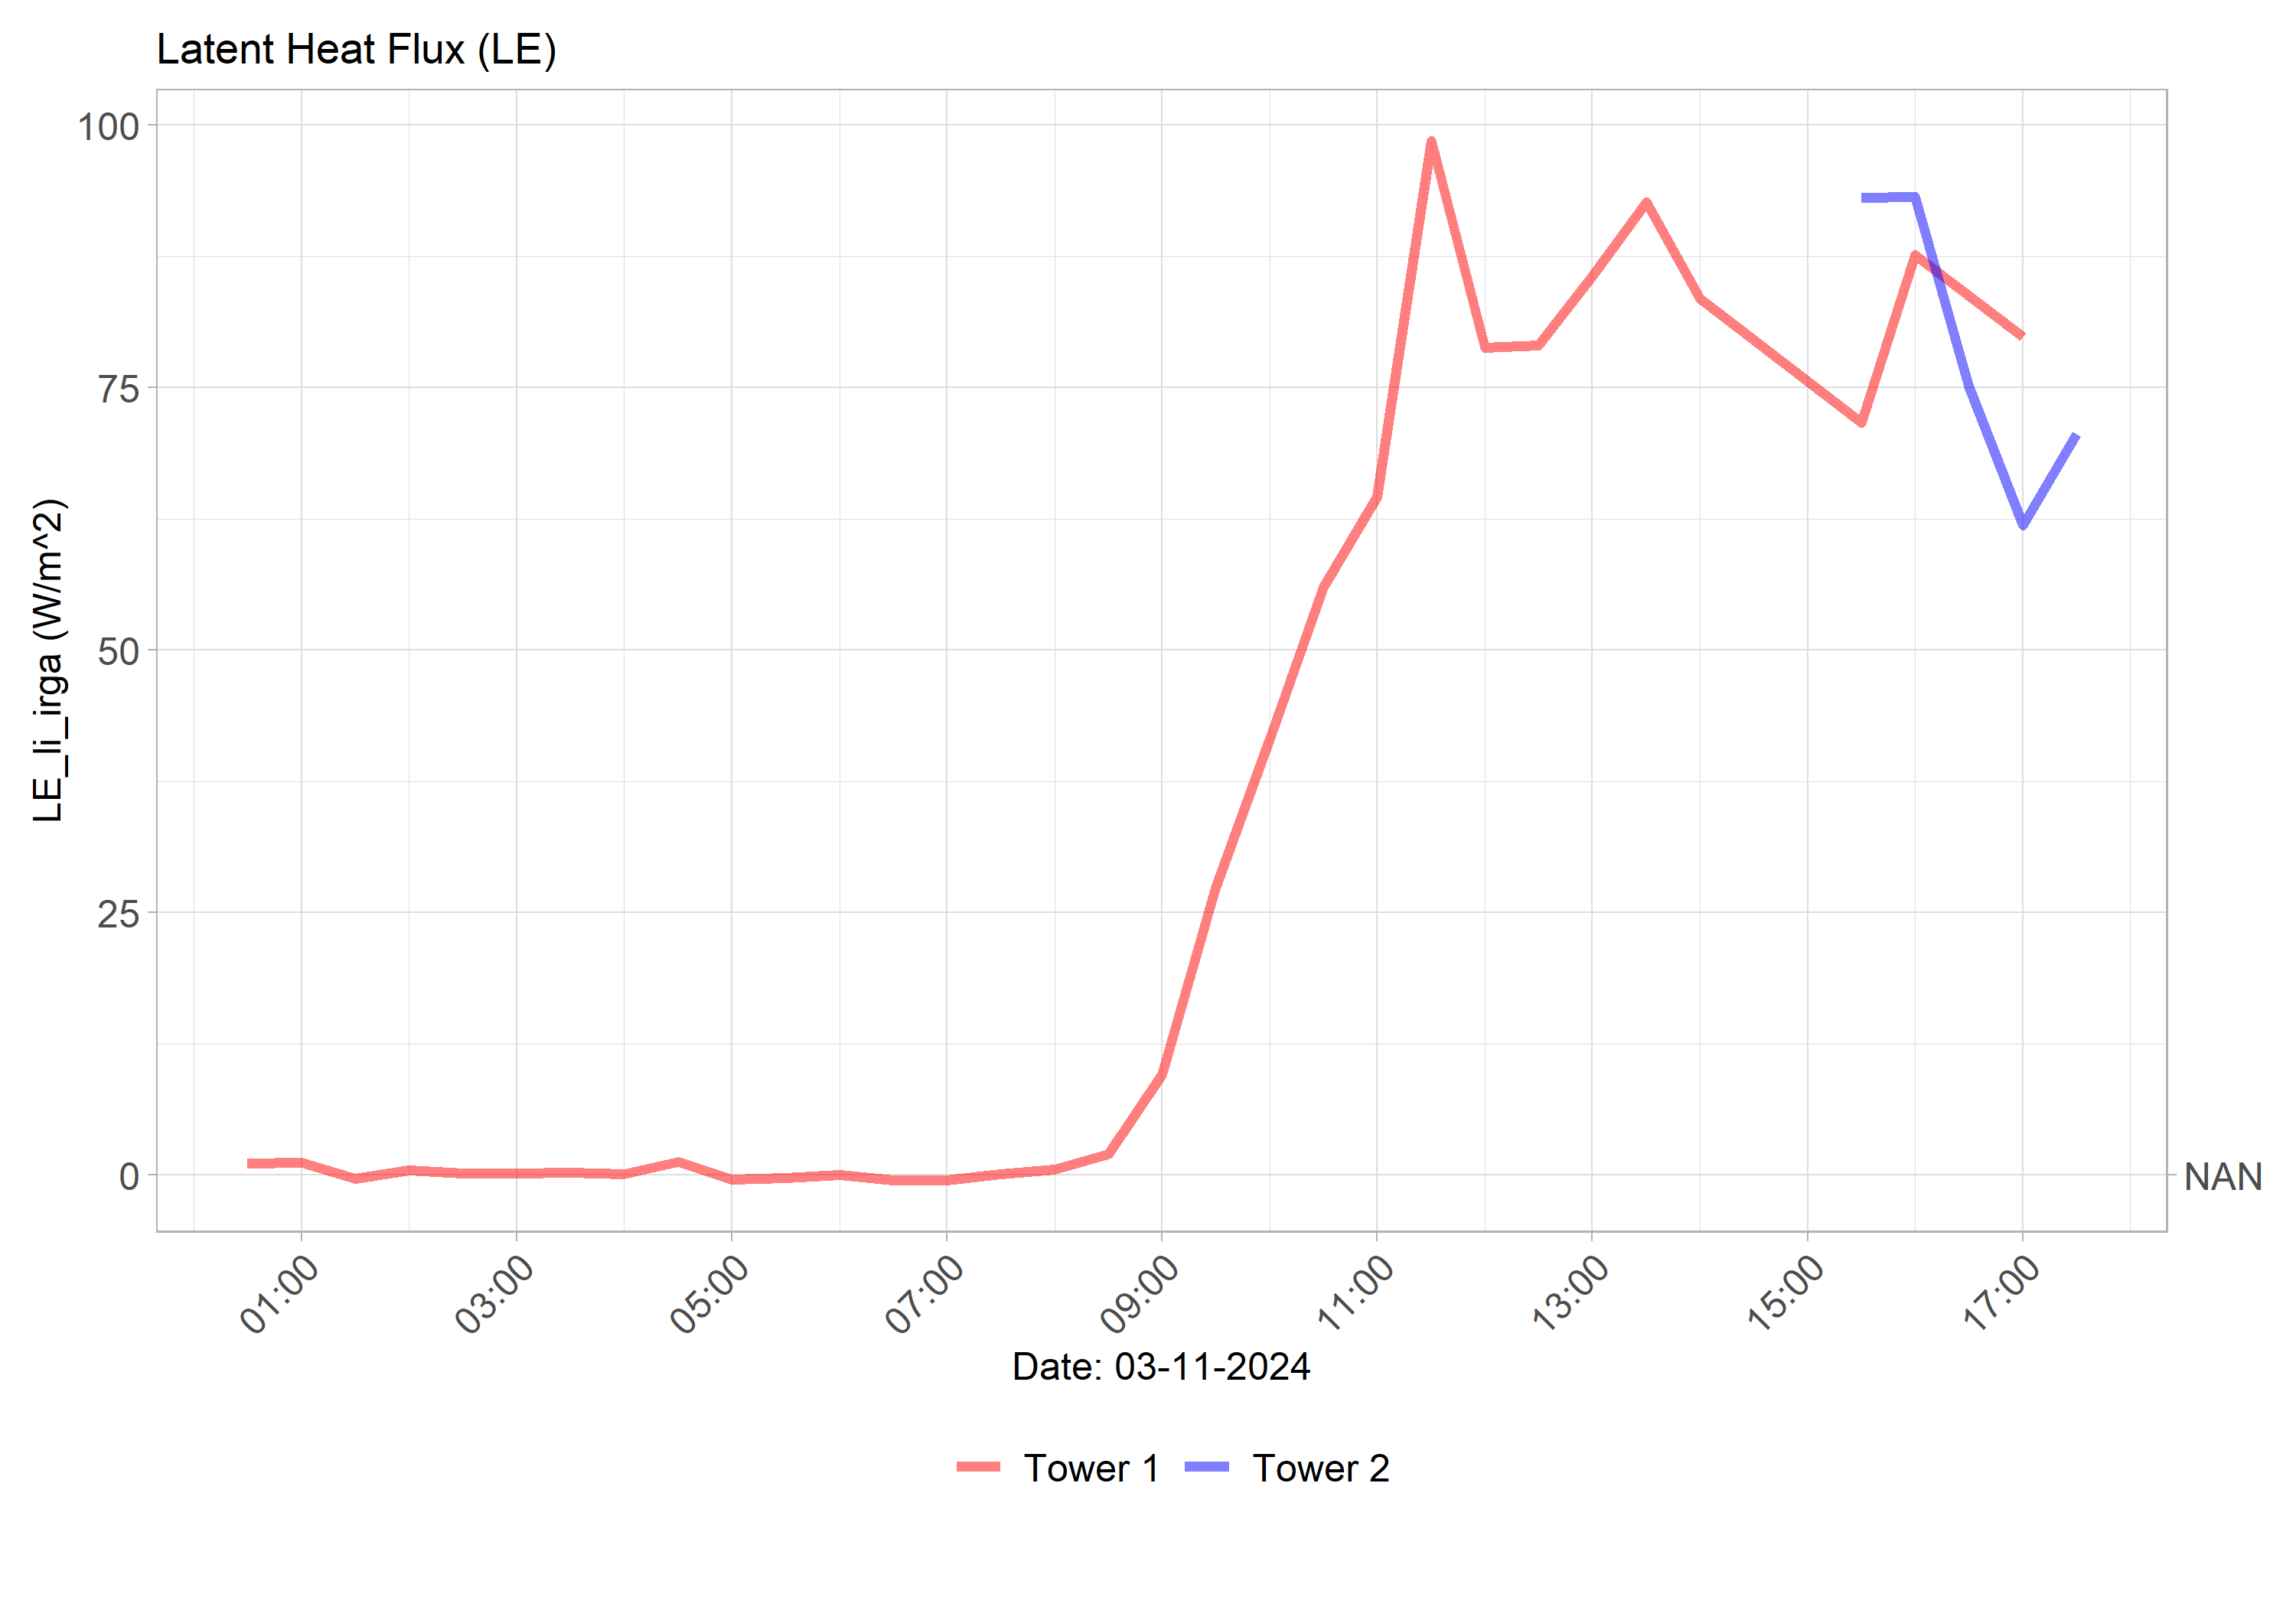 Latent Heat Flux (LE)
LE_li_irga (W/m^2)
100
75
50
25
0
NAN
01:00 03:00 05:00 07:00 09:00 11:00 13:00 15:00 17:00
Date: 03-11-2024
Tower 1 Tower 2